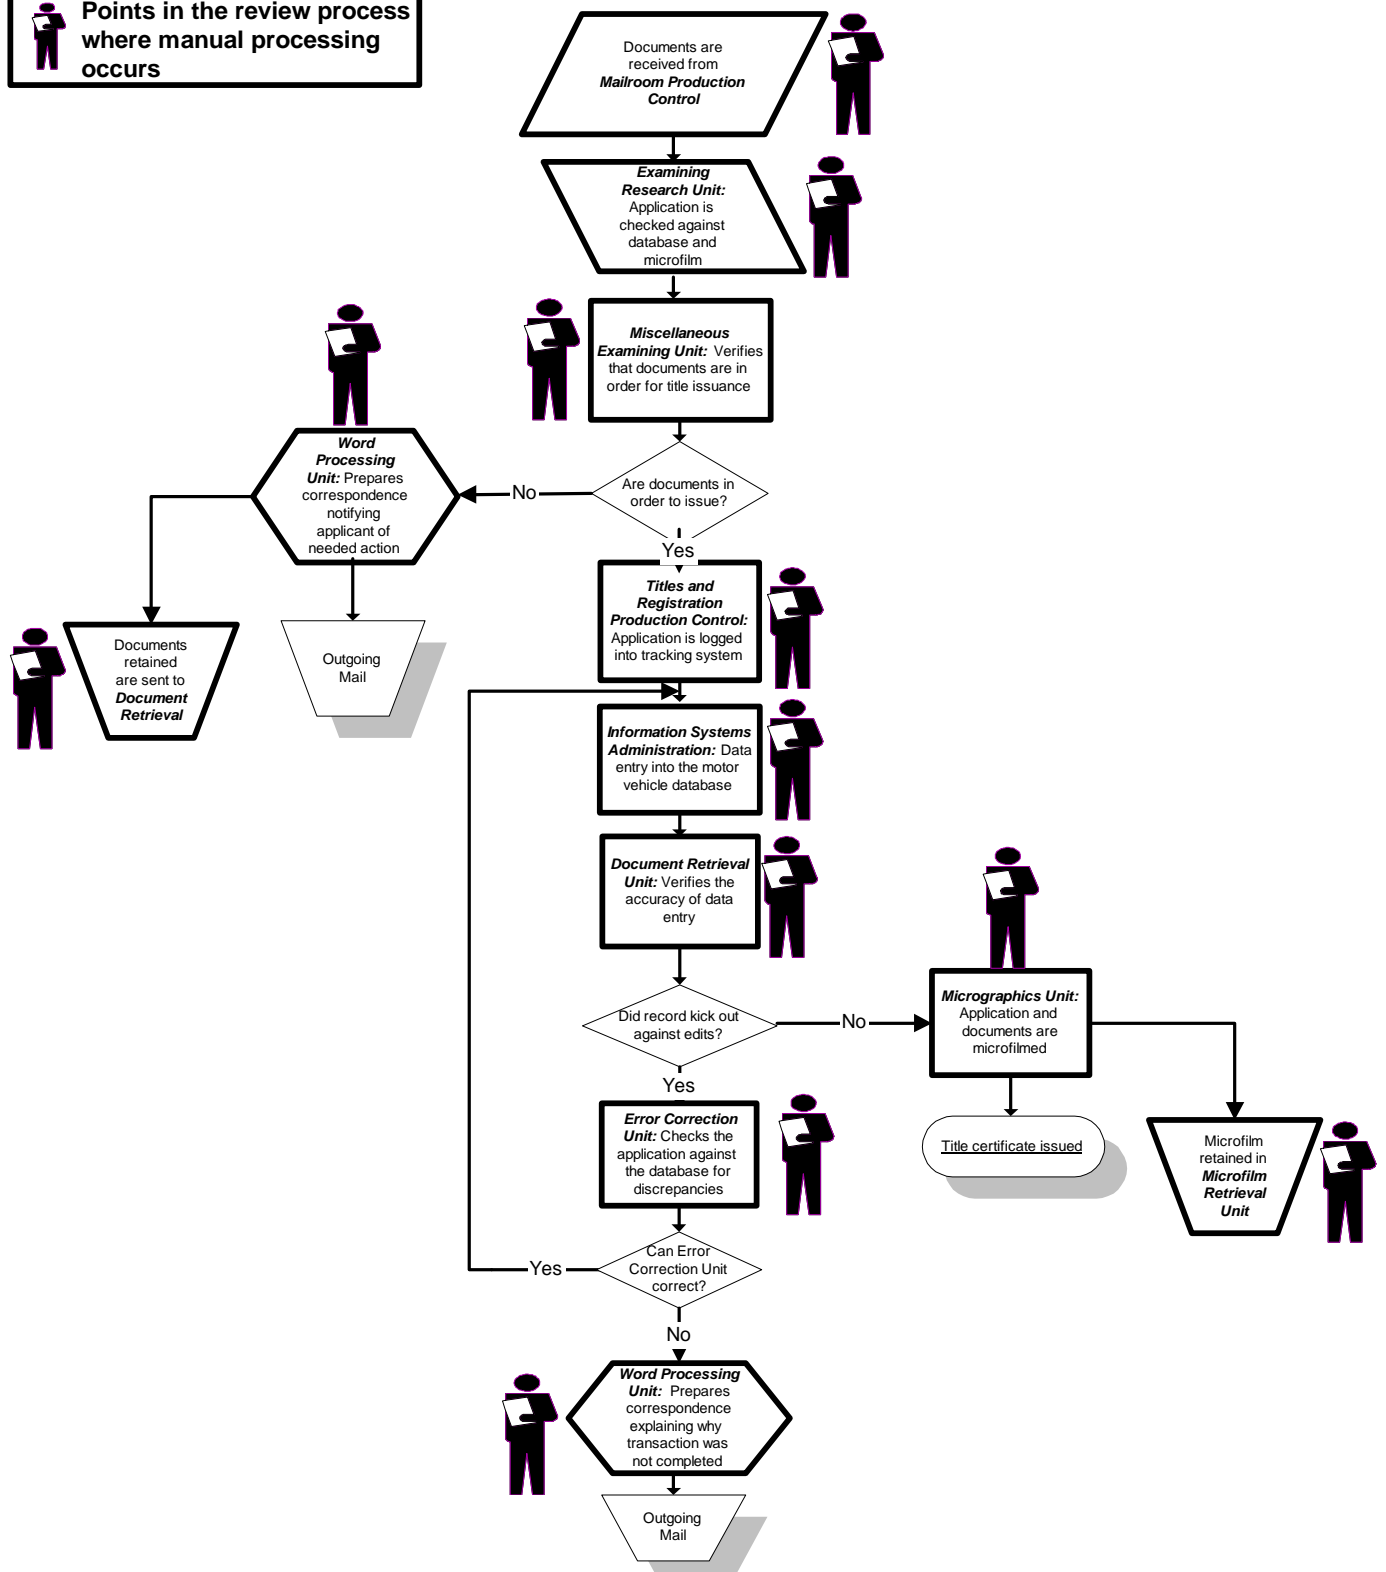 Points in the review process
where manual processing
occurs
Documents are
received from
Mailroom Production
Control
Examining
Research Unit:
Application is
checked against
database and
microfilm
Miscellaneous
Examining Unit: Verifies
that documents are in
order for title issuance
Are documents in
order to issue?
No
Word
Processing
Unit: Prepares
correspondence
notifying
applicant of
needed action
Yes
Documents
retained
are sent to
Document
Retrieval
Outgoing
Mail
Titles and
Registration
Production Control:
Application is logged
into tracking system
Information Systems
Administration: Data
entry into the motor
vehicle database
Document Retrieval
Unit: Verifies the
accuracy of data
entry
Did record kick out
against edits?
No
Micrographics Unit:
Application and
documents are
microfilmed
Yes
Title certificate issued
Microfilm
retained in
Microfilm
Retrieval
Unit
Error Correction
Unit: Checks the
application against
the database for
discrepancies
Can Error
Correction Unit
correct?
Yes
No
Word Processing
Unit: Prepares
correspondence
explaining why
transaction was
not completed
Outgoing
Mail